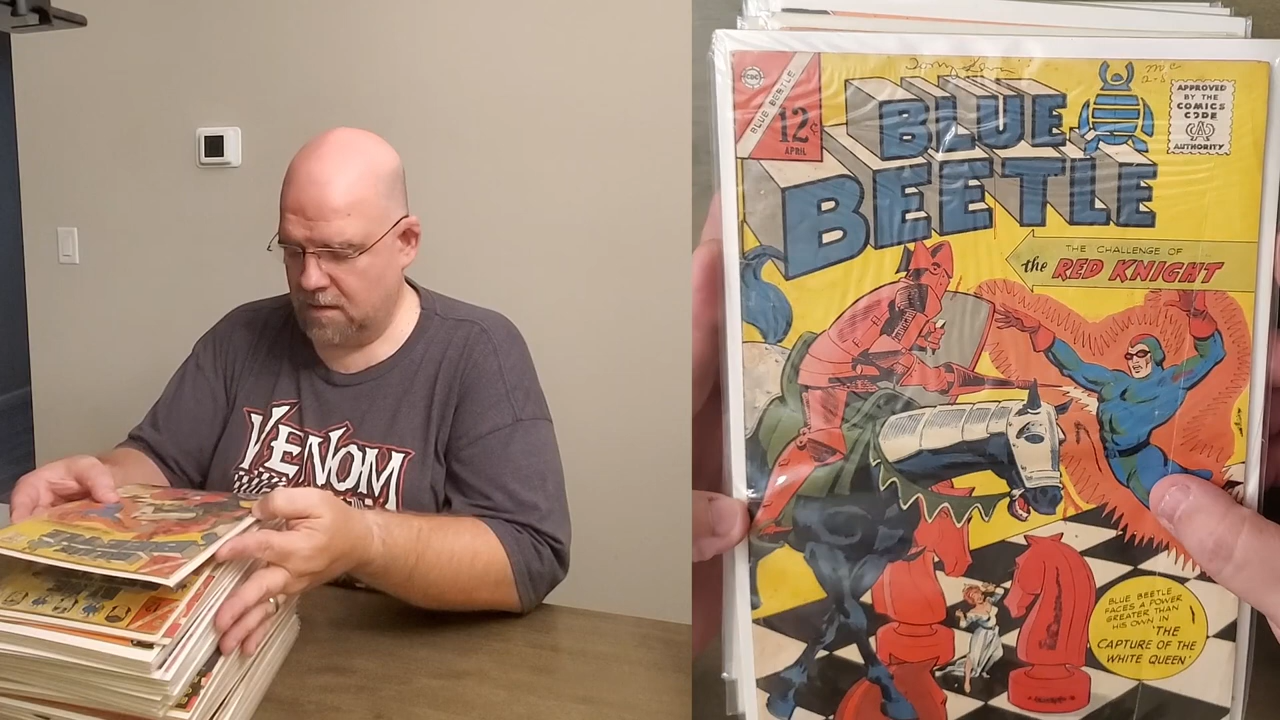 VENOM
CDC
BLUE BEETLE
12¢
APRIL
BLUE
BEETLE
APPROVED
BY THE
COMICS
CODE
AUTHORITY
THE CHALLENGE OF
the RED KNIGHT
BLUE BEETLE
FACES A POWER
GREATER THAN
HIS OWN IN
'THE
CAPTURE OF THE
WHITE QUEEN'